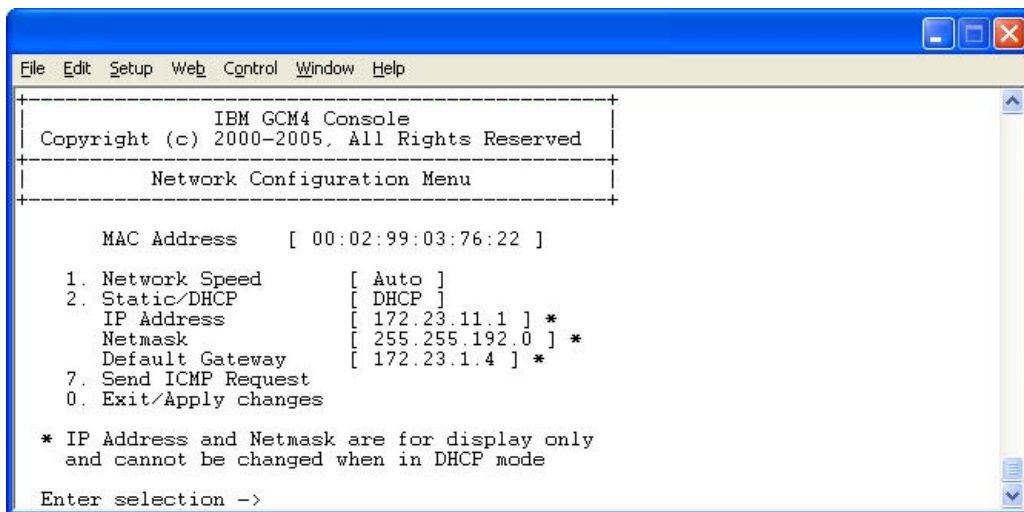 File Edit Setup Web Control Window Help
IBM GCM4 Console
Copyright (c) 2000-2005, All Rights Reserved
Network Configuration Menu
MAC Address [ 00:02:99:03:76:22 ]
1. Network Speed [ Auto ]
2. Static/DHCP [ DHCP ]
IP Address [ 172.23.11.1 ] *
Netmask [ 255.255.192.0 ] *
Default Gateway [ 172.23.1.4 ] *
7. Send ICMP Request
0. Exit/Apply changes
* IP Address and Netmask are for display only
and cannot be changed when in DHCP mode
Enter selection ->